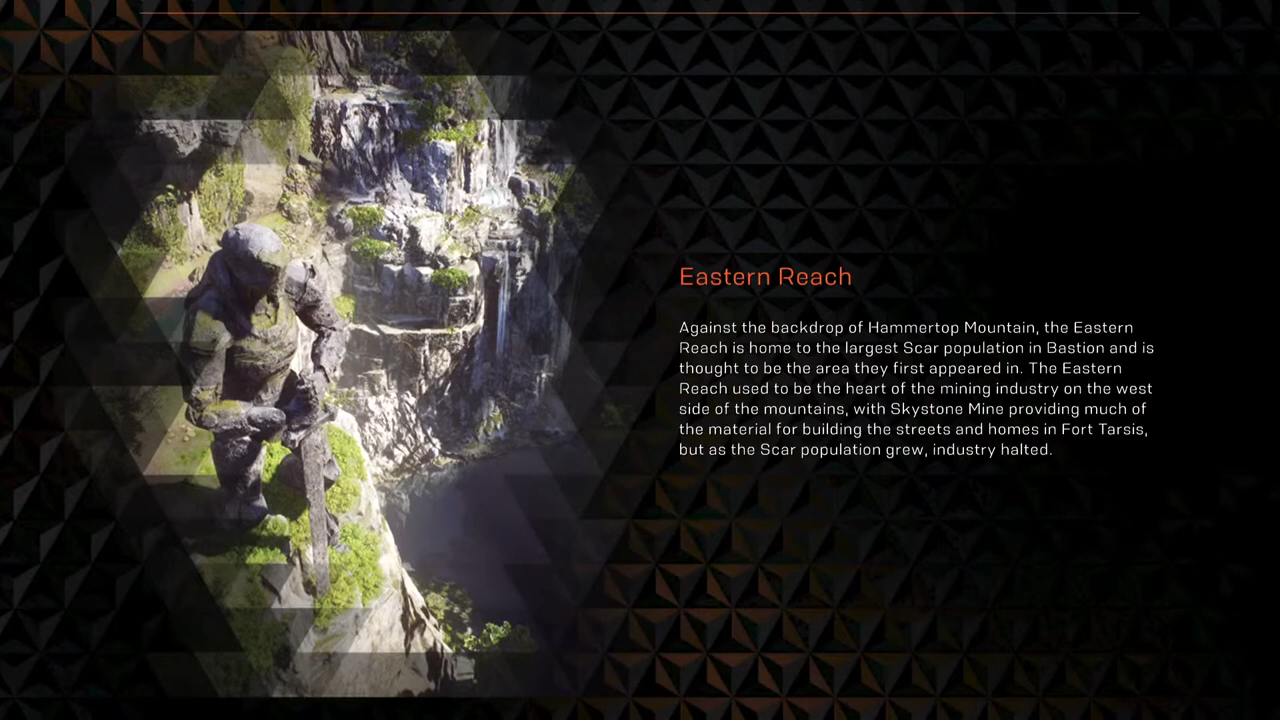 Eastern Reach
Against the backdrop of Hammertop Mountain, the Eastern
Reach is home to the largest Scar population in Bastion and is
thought to be the area they first appeared in. The Eastern
Reach used to be the heart of the mining industry on the west
side of the mountains, with Skystone Mine providing much of
the material for building the streets and homes in Fort Tarsis,
but as the Scar population grew, industry halted.